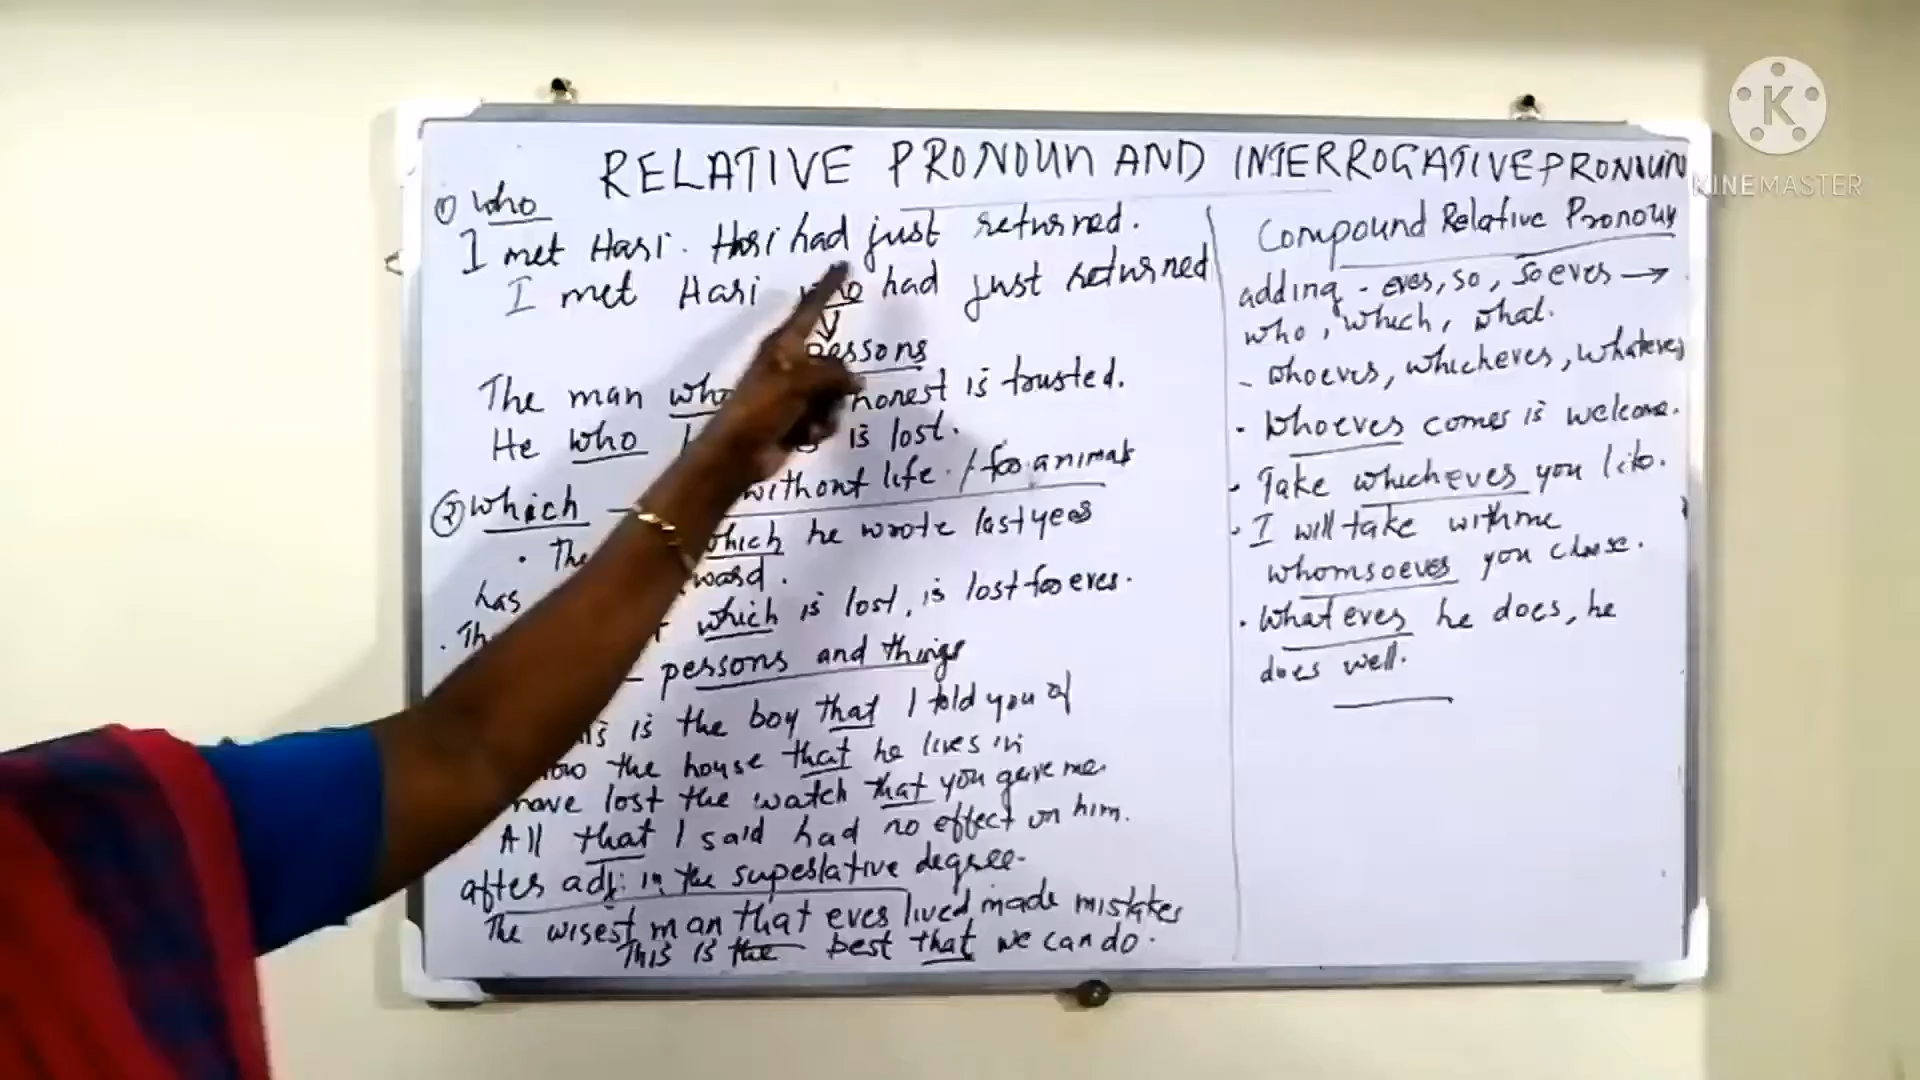 RELATIVE PRONOUN AND INTERROGATIVE PRONOUN
① Who
I met Hari. Hari had just returned.
I met Hari who had just returned
persons
The man who honest is trusted.
He who is lost.
② Which without life. / for animals
The which he wrote last year
has award.
which is lost, is lost for ever.
persons and things
is the boy that I told you of
the house that he lives in
have lost the watch that you gave me.
All that I said had no effect on him.
after adj: in the superlative degree.
The wisest man that ever lived made mistakes
This is the best that we can do.
Compound Relative Pronoun
adding - ever, so, soever →
who, which, what.
- whoever, whichever, whatever
• Whoever comes is welcome.
• Take whichever you like.
• I will take with me
whomsoever you choose.
• Whatever he does, he
does well.
K
KINEMASTER